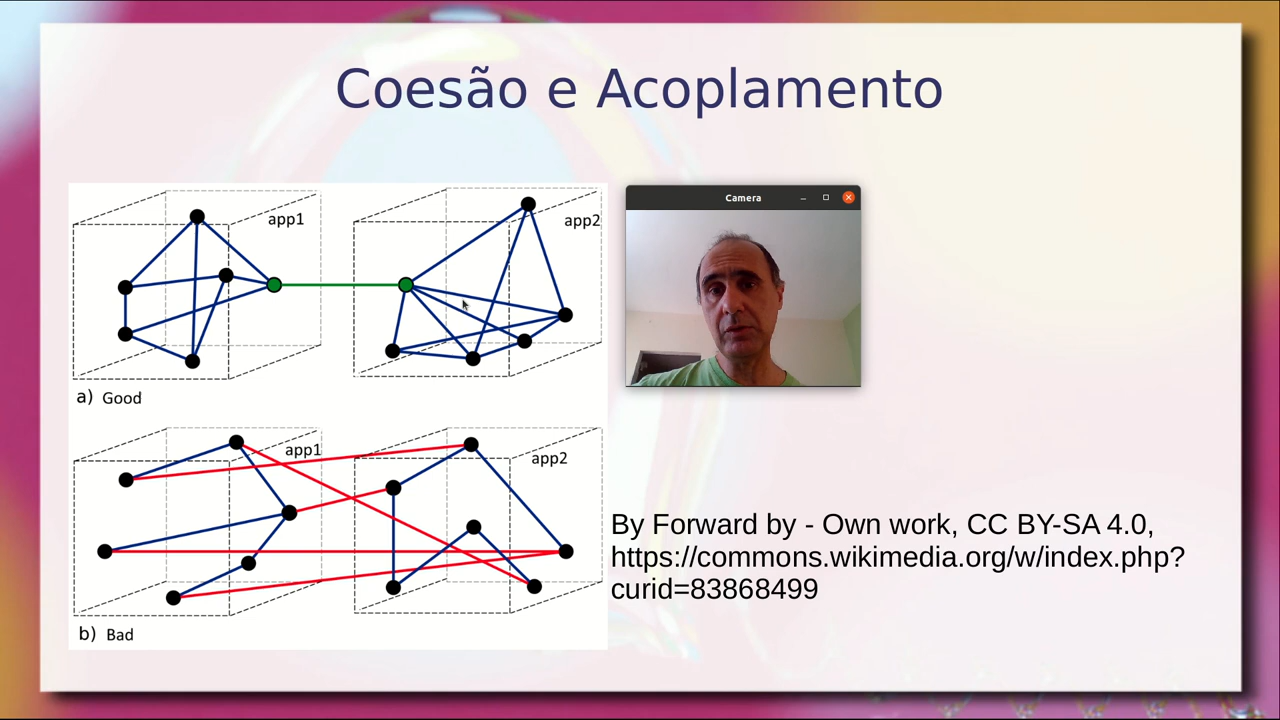 Coesão e Acoplamento
app1
app2
Camera
a) Good
app1
app2
b) Bad
By Forward by - Own work, CC BY-SA 4.0,
https://commons.wikimedia.org/w/index.php?
curid=83868499